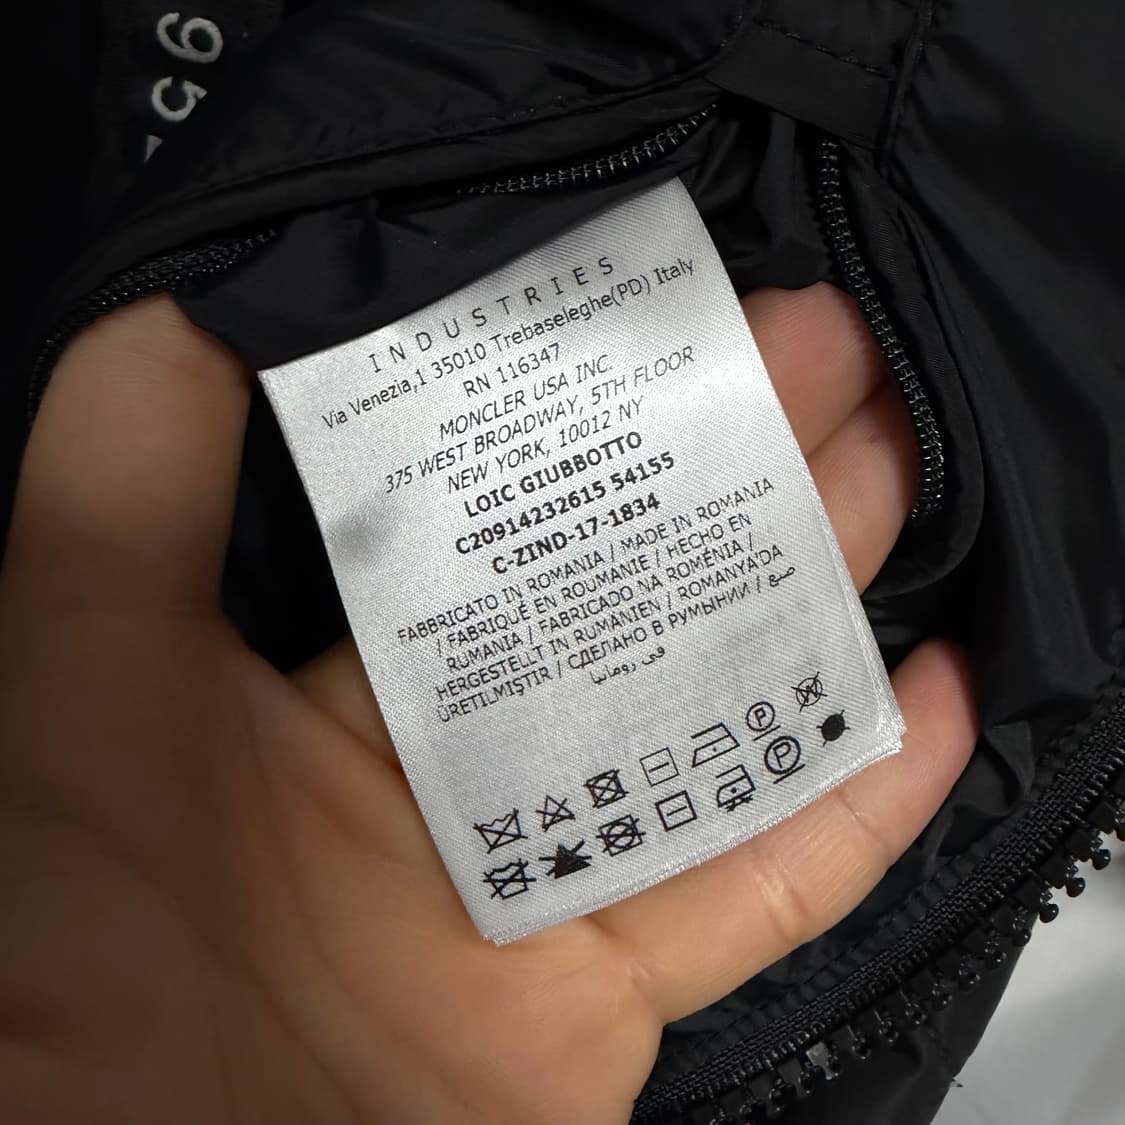 95
INDUSTRIES
Via Venezia,1 35010 Trebaseleghe(PD) Italy
RN 116347
MONCLER USA INC.
375 WEST BROADWAY, 5TH FLOOR
NEW YORK, 10012 NY
LOIC GIUBBOTTO
C20914232615 54155
C-ZIND-17-1834
FABBRICATO IN ROMANIA / MADE IN ROMANIA
/ FABRIQUÉ EN ROUMANIE / HECHO EN
RUMANIA / FABRICADO NA ROMÉNIA /
HERGESTELLT IN RUMÄNIEN / ROMANYA'DA
ÜRETILMIŞTIR / СДЕЛАНО В РУМЫНИИ / صنع
في رومانيا
P
W
P